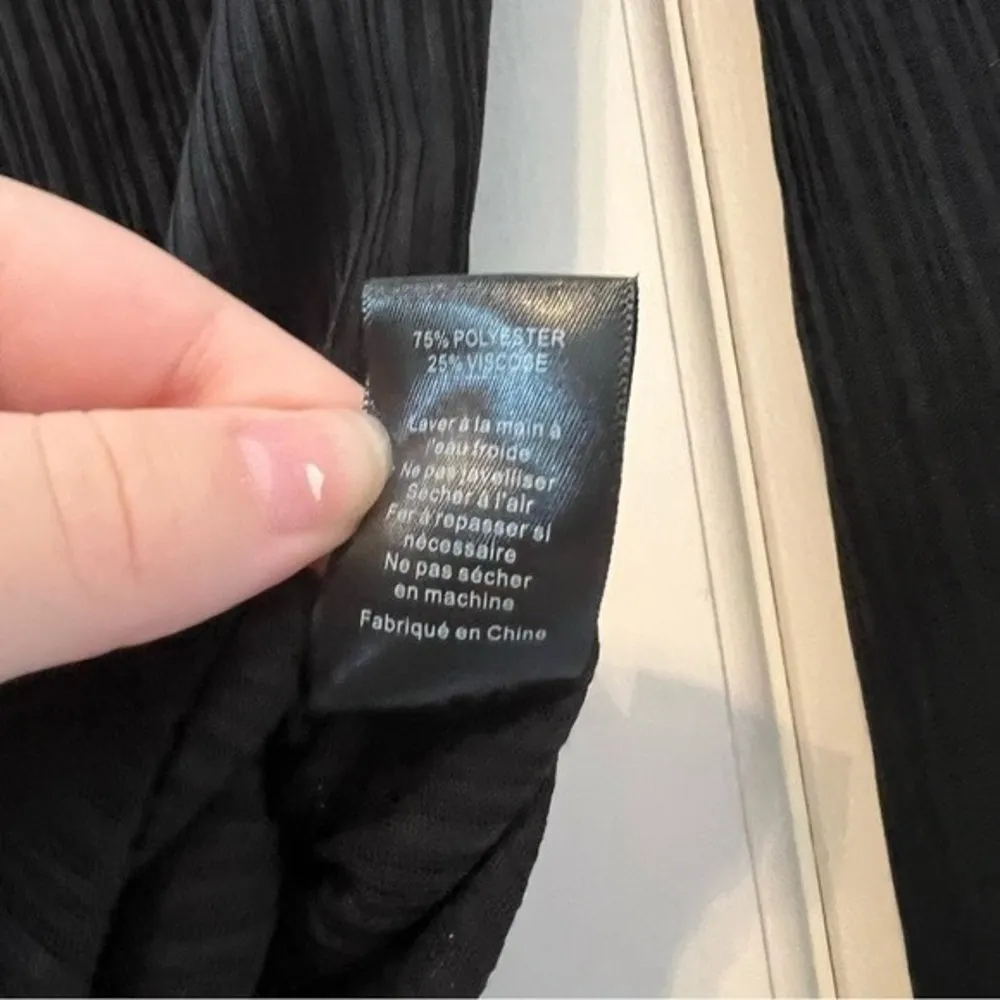 75% POLYESTER
25% VISCOSE
Laver à la main à
l'eau froide
Ne pas javelliser
Sécher à l'air
Fer à repasser si
nécessaire
Ne pas sécher
en machine
Fabriqué en Chine